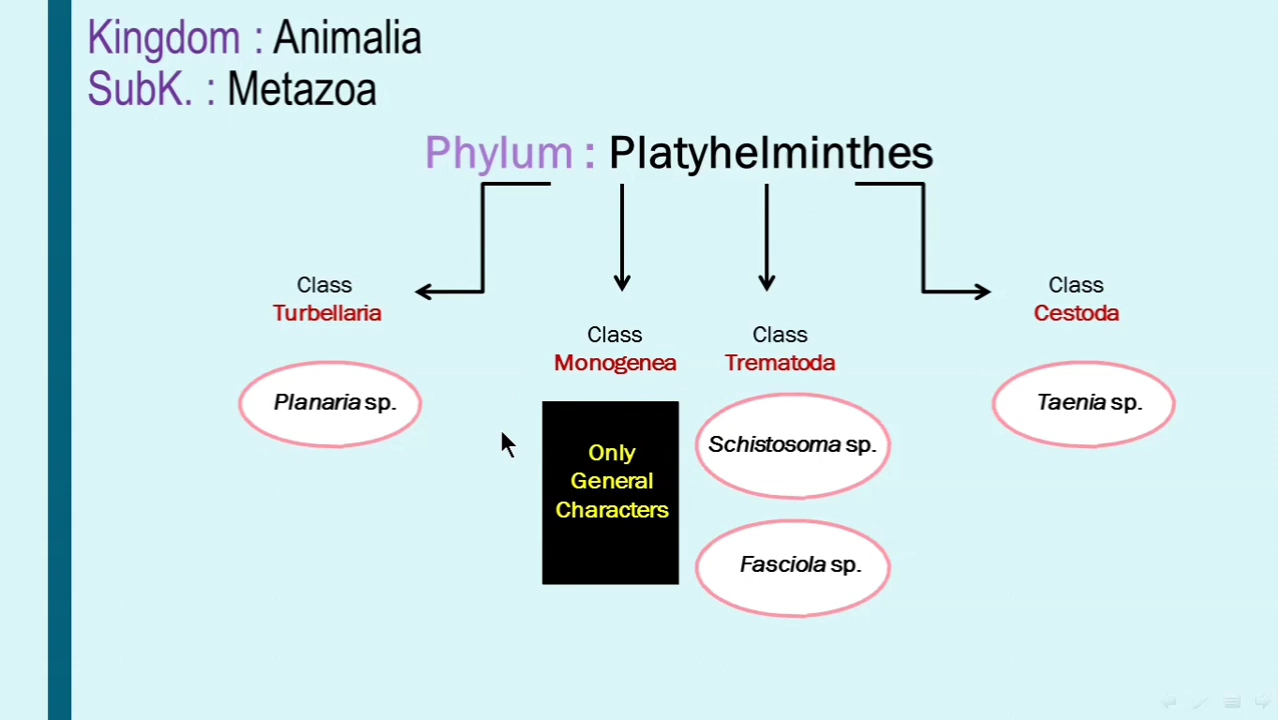 Kingdom : Animalia
SubK. : Metazoa
Phylum : Platyhelminthes
Class
Turbellaria
Planaria sp.
Class
Monogenea
Only
General
Characters
Class
Trematoda
Schistosoma sp.
Fasciola sp.
Class
Cestoda
Taenia sp.